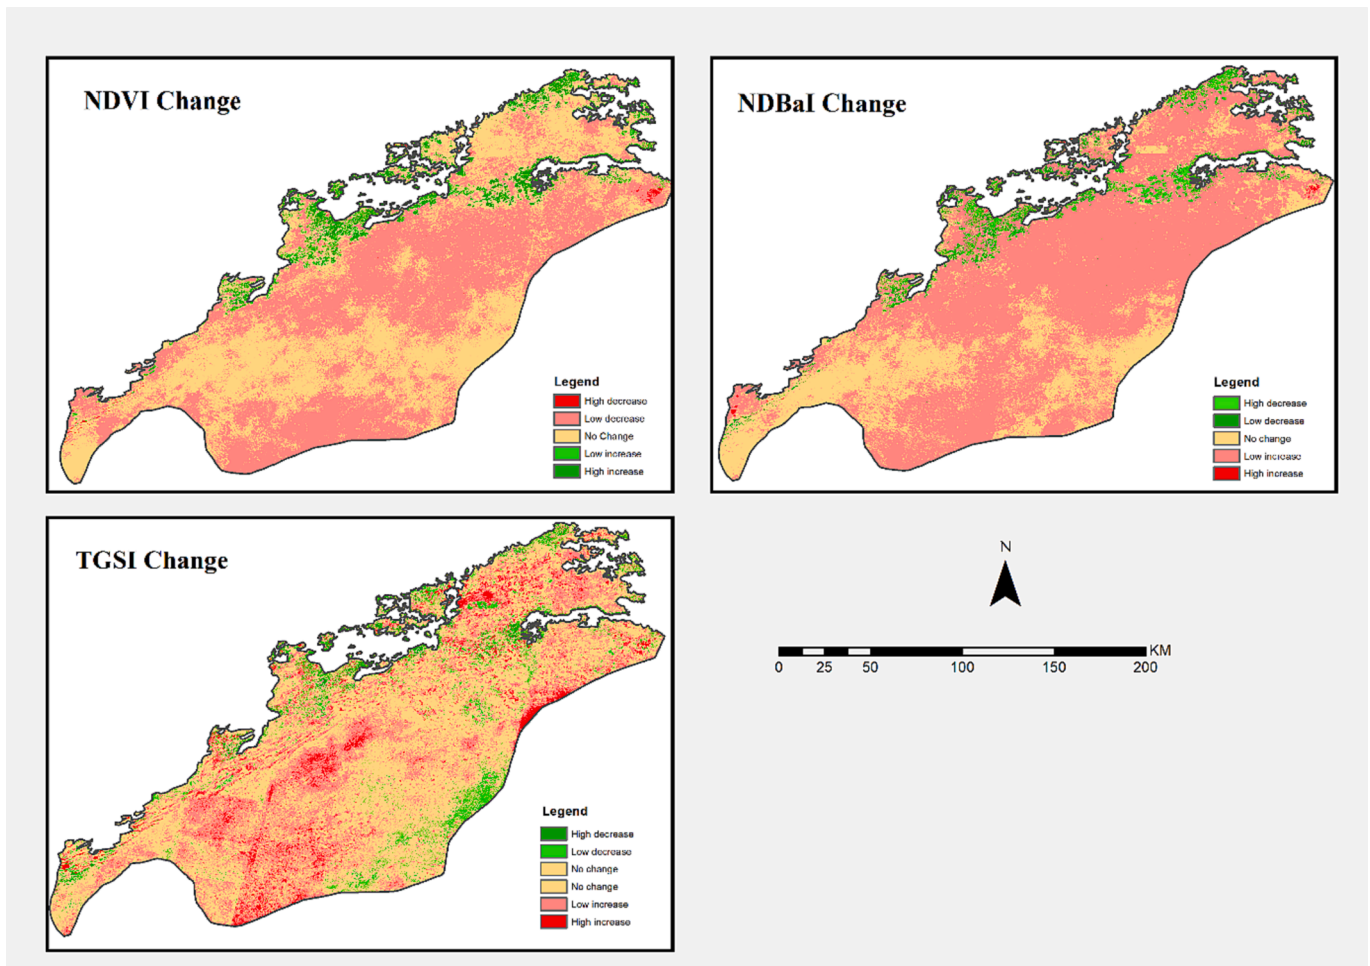 NDVI Change
Legend
High decrease
Low decrease
No Change
Low increase
High increase
NDBaI Change
Legend
High decrease
Low decrease
No change
Low increase
High increase
TGSI Change
Legend
High decrease
Low decrease
No change
No change
Low increase
High increase
N
KM
0 25 50 100 150 200